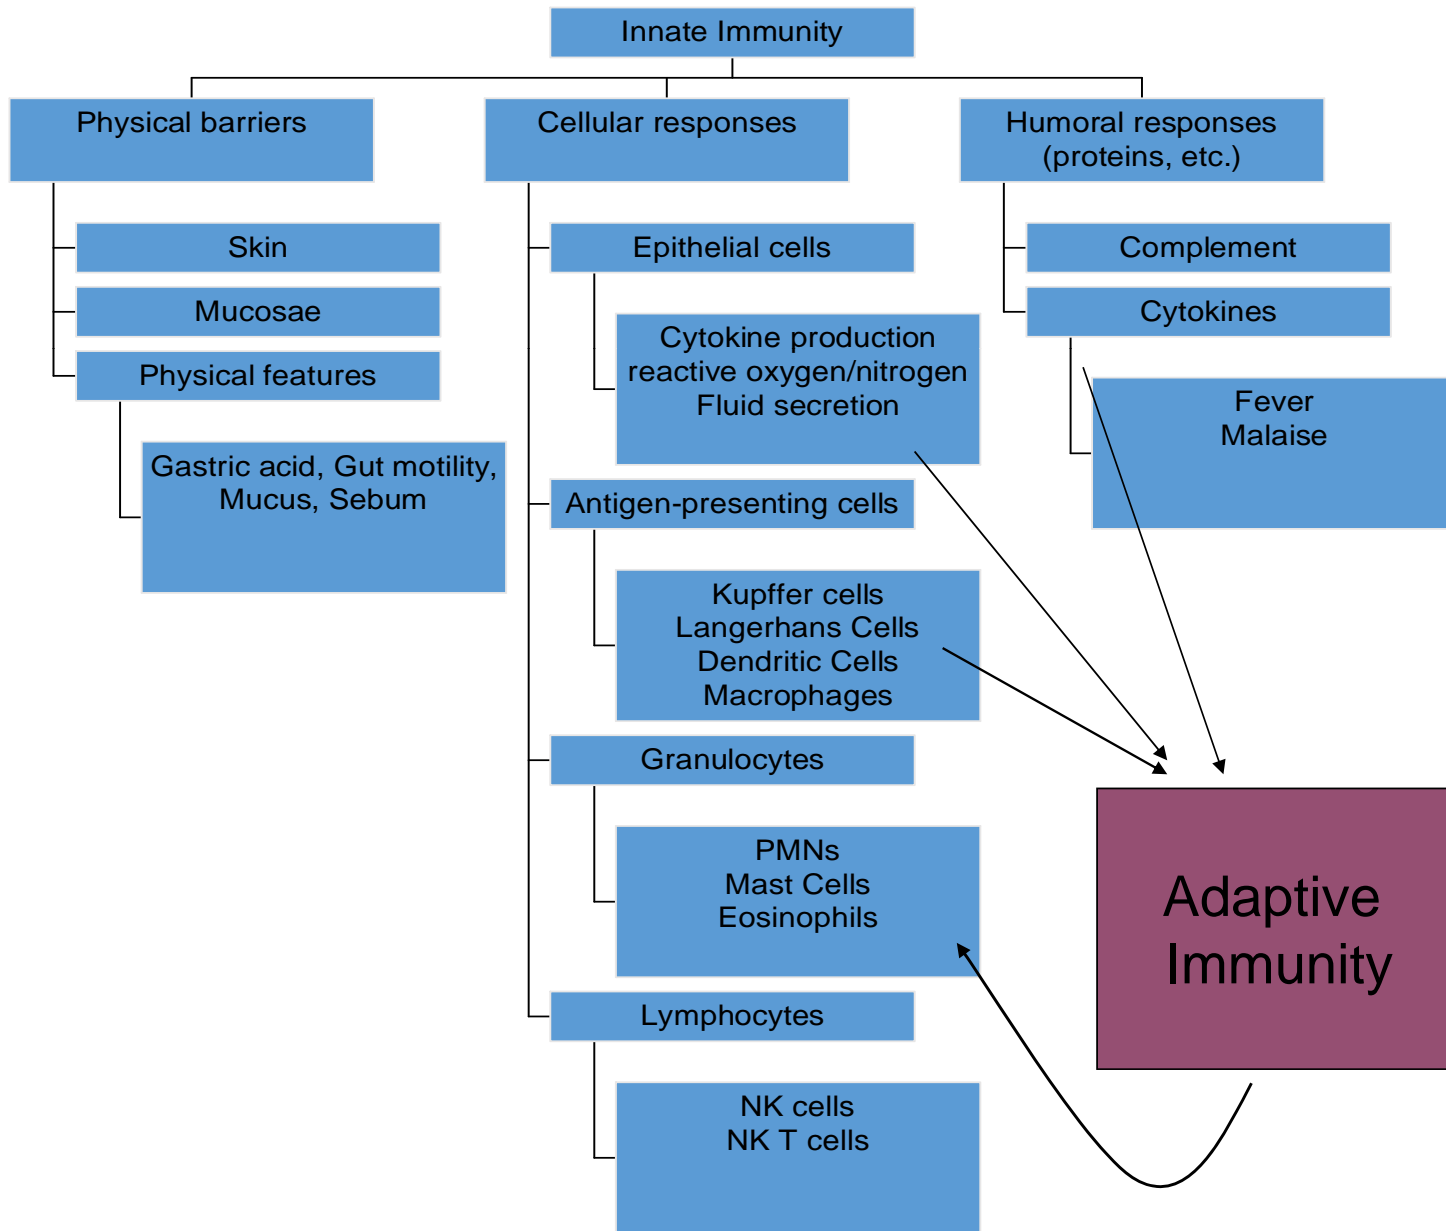 Innate Immunity
Physical barriers
Skin
Mucosae
Physical features
Gastric acid, Gut motility,
Mucus, Sebum
Cellular responses
Epithelial cells
Cytokine production
reactive oxygen/nitrogen
Fluid secretion
Antigen-presenting cells
Kupffer cells
Langerhans Cells
Dendritic Cells
Macrophages
Granulocytes
PMNs
Mast Cells
Eosinophils
Lymphocytes
NK cells
NK T cells
Humoral responses
(proteins, etc.)
Complement
Cytokines
Fever
Malaise
Adaptive
Immunity